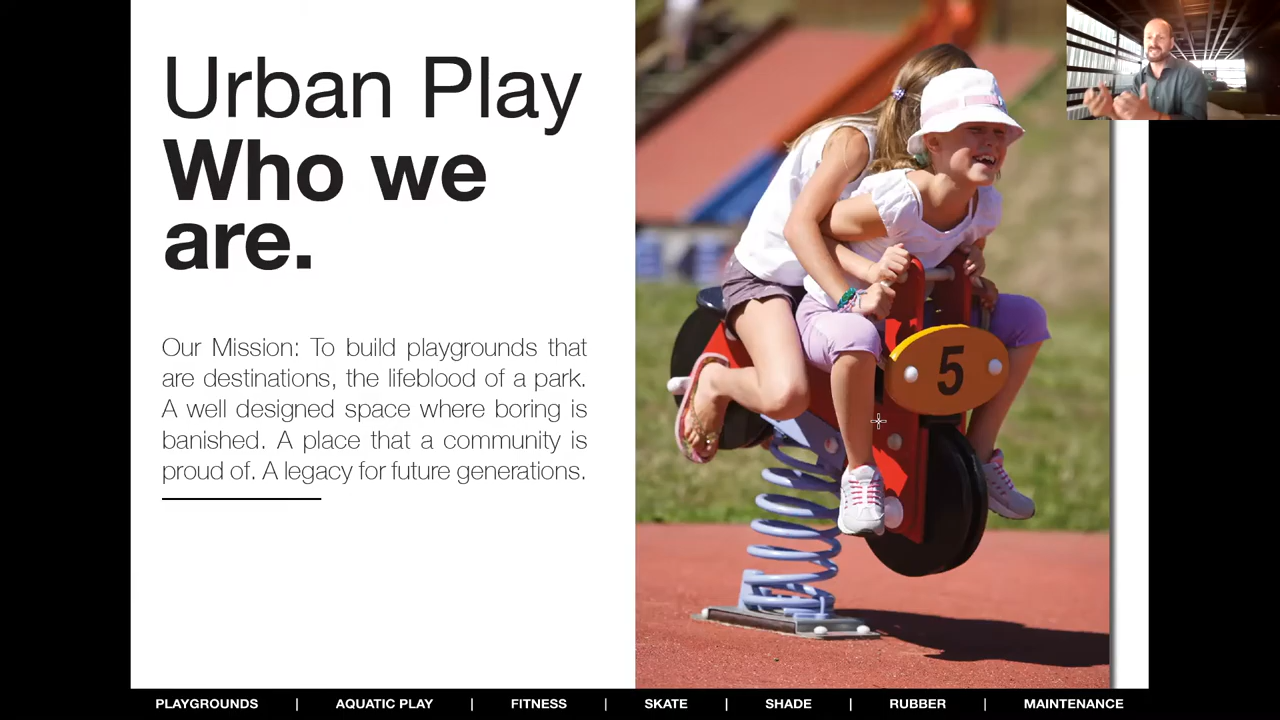 Urban Play
Who we
are.
Our Mission: To build playgrounds that
are destinations, the lifeblood of a park.
A well designed space where boring is
banished. A place that a community is
proud of. A legacy for future generations.
5
PLAYGROUNDS | AQUATIC PLAY | FITNESS | SKATE | SHADE | RUBBER | MAINTENANCE